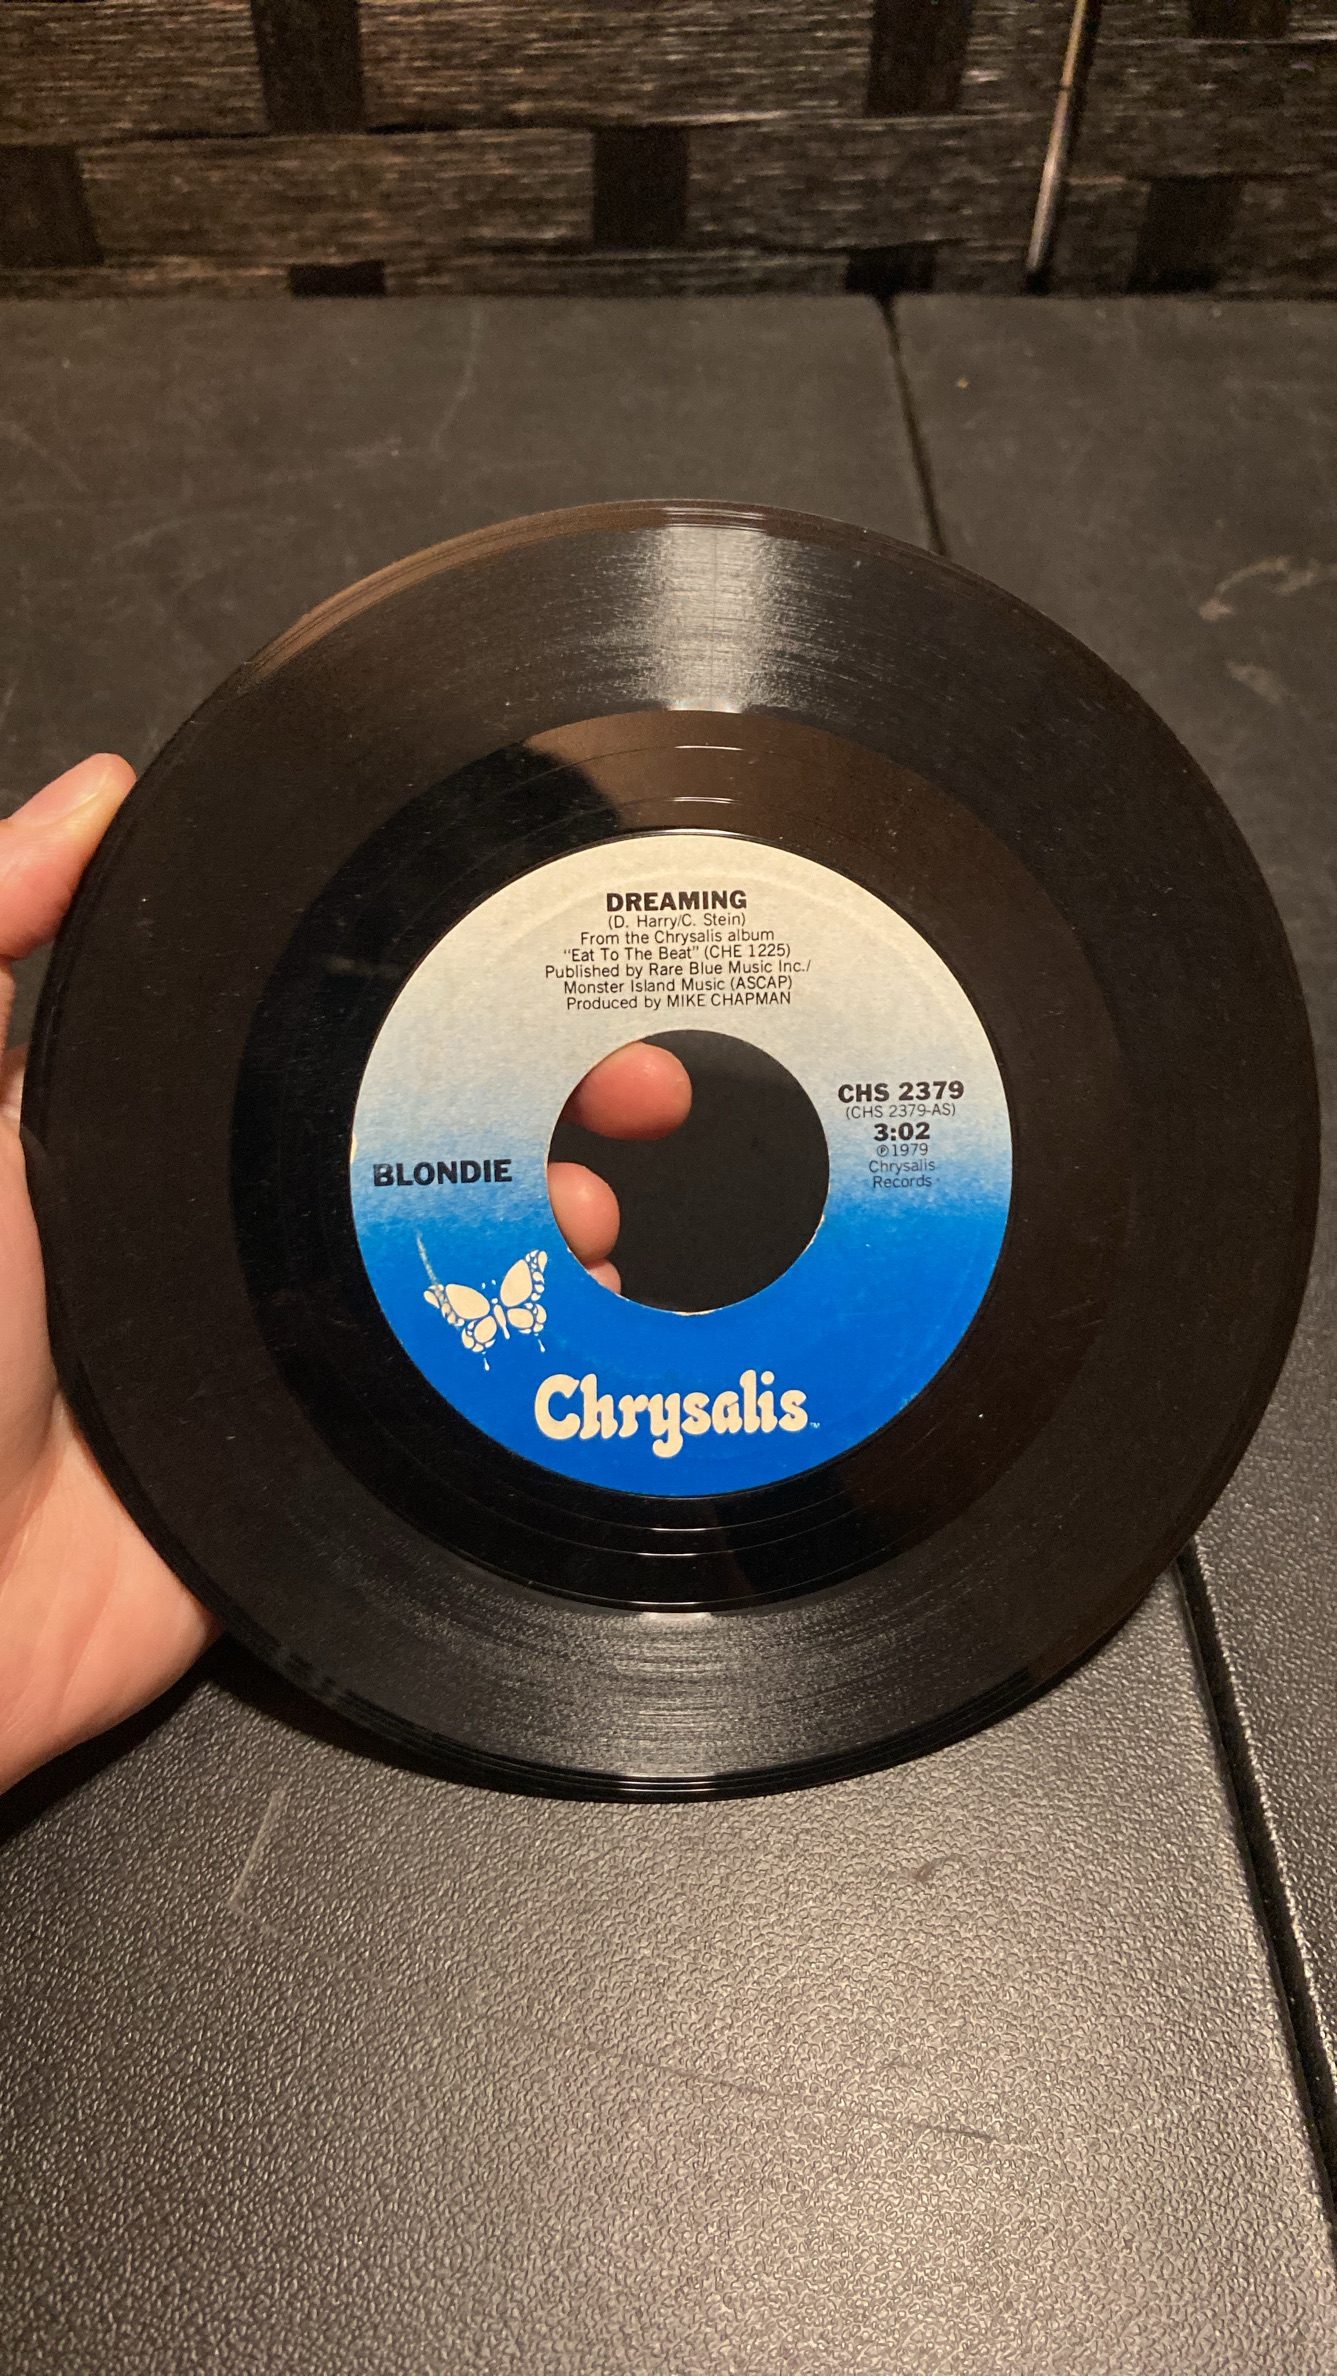 DREAMING
(D. Harry/C. Stein)
From the Chrysalis album
"Eat To The Beat" (CHE 1225)
Published by Rare Blue Music Inc./
Monster Island Music (ASCAP)
Produced by MIKE CHAPMAN
CHS 2379
(CHS 2379-AS)
3:02
℗1979
Chrysalis
Records
BLONDIE
Chrysalis™